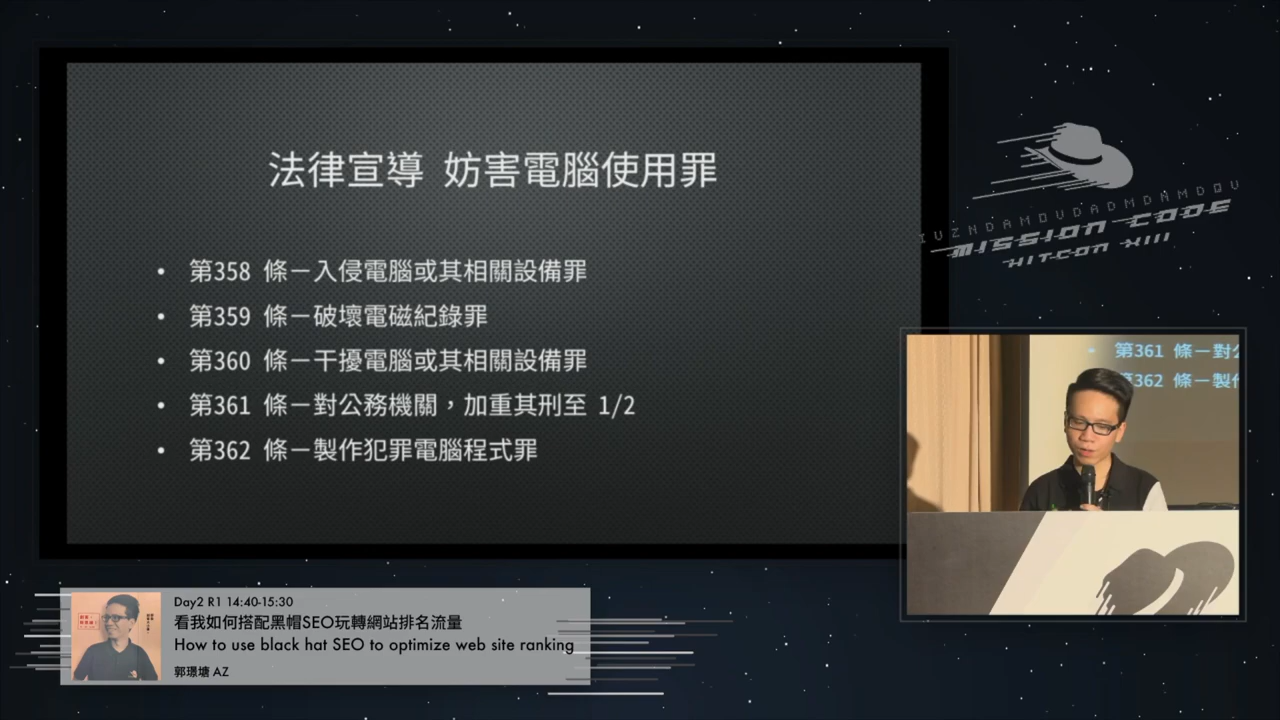 法律宣導 妨害電腦使用罪
• 第358 條－入侵電腦或其相關設備罪
• 第359 條－破壞電磁紀錄罪
• 第360 條－干擾電腦或其相關設備罪
• 第361 條－對公務機關，加重其刑至 1/2
• 第362 條－製作犯罪電腦程式罪
MISSION CODE
HITCON XIII
• 第361 條－對公
第362 條－製作
Day2 R1 14:40-15:30
看我如何搭配黑帽SEO玩轉網站排名流量
How to use black hat SEO to optimize web site ranking
郭璟塘 AZ